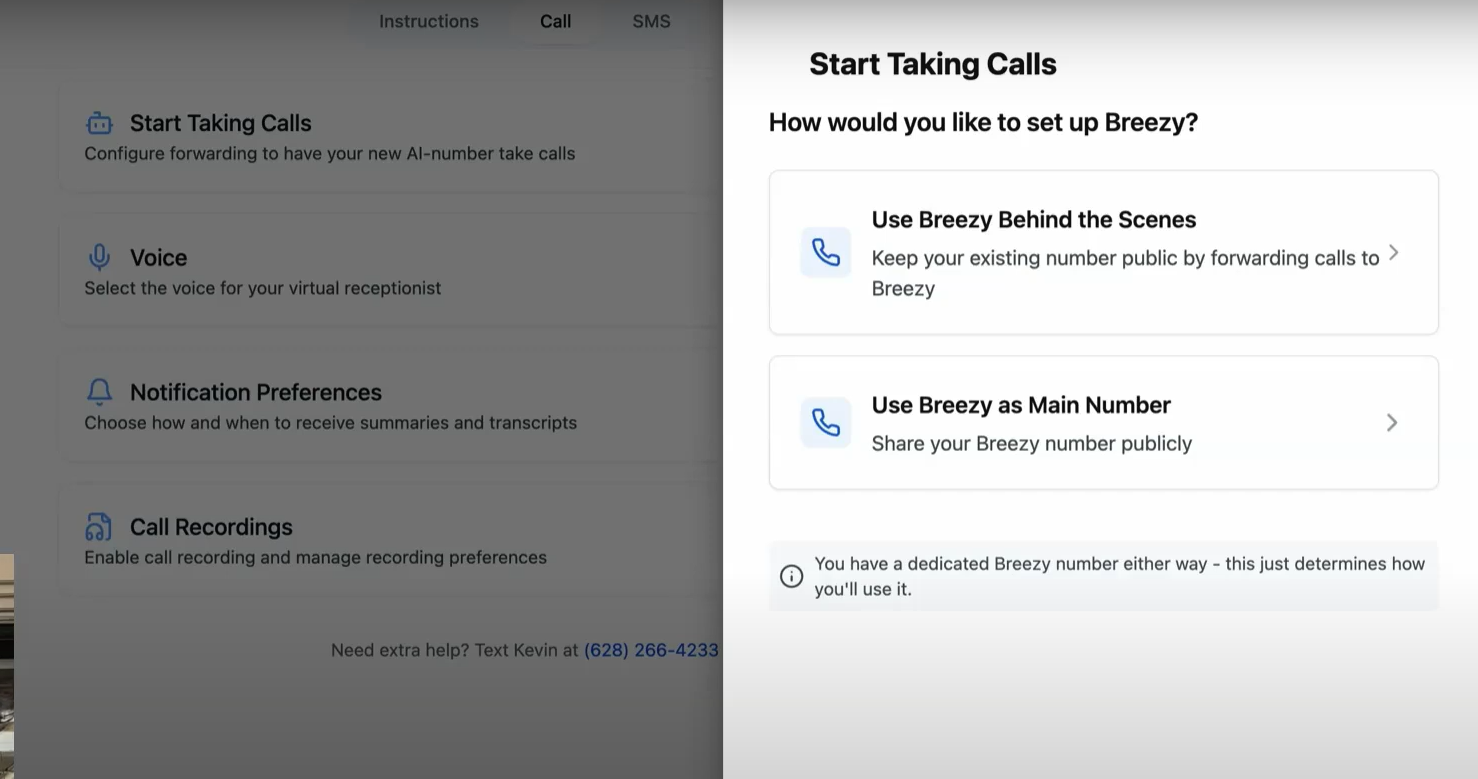 Instructions
Call
SMS
Start Taking Calls
Configure forwarding to have your new AI-number take calls
Voice
Select the voice for your virtual receptionist
Notification Preferences
Choose how and when to receive summaries and transcripts
Call Recordings
Enable call recording and manage recording preferences
Need extra help? Text Kevin at (628) 266-4233
Start Taking Calls
How would you like to set up Breezy?
Use Breezy Behind the Scenes
Keep your existing number public by forwarding calls to
Breezy
Use Breezy as Main Number
Share your Breezy number publicly
You have a dedicated Breezy number either way - this just determines how
you'll use it.